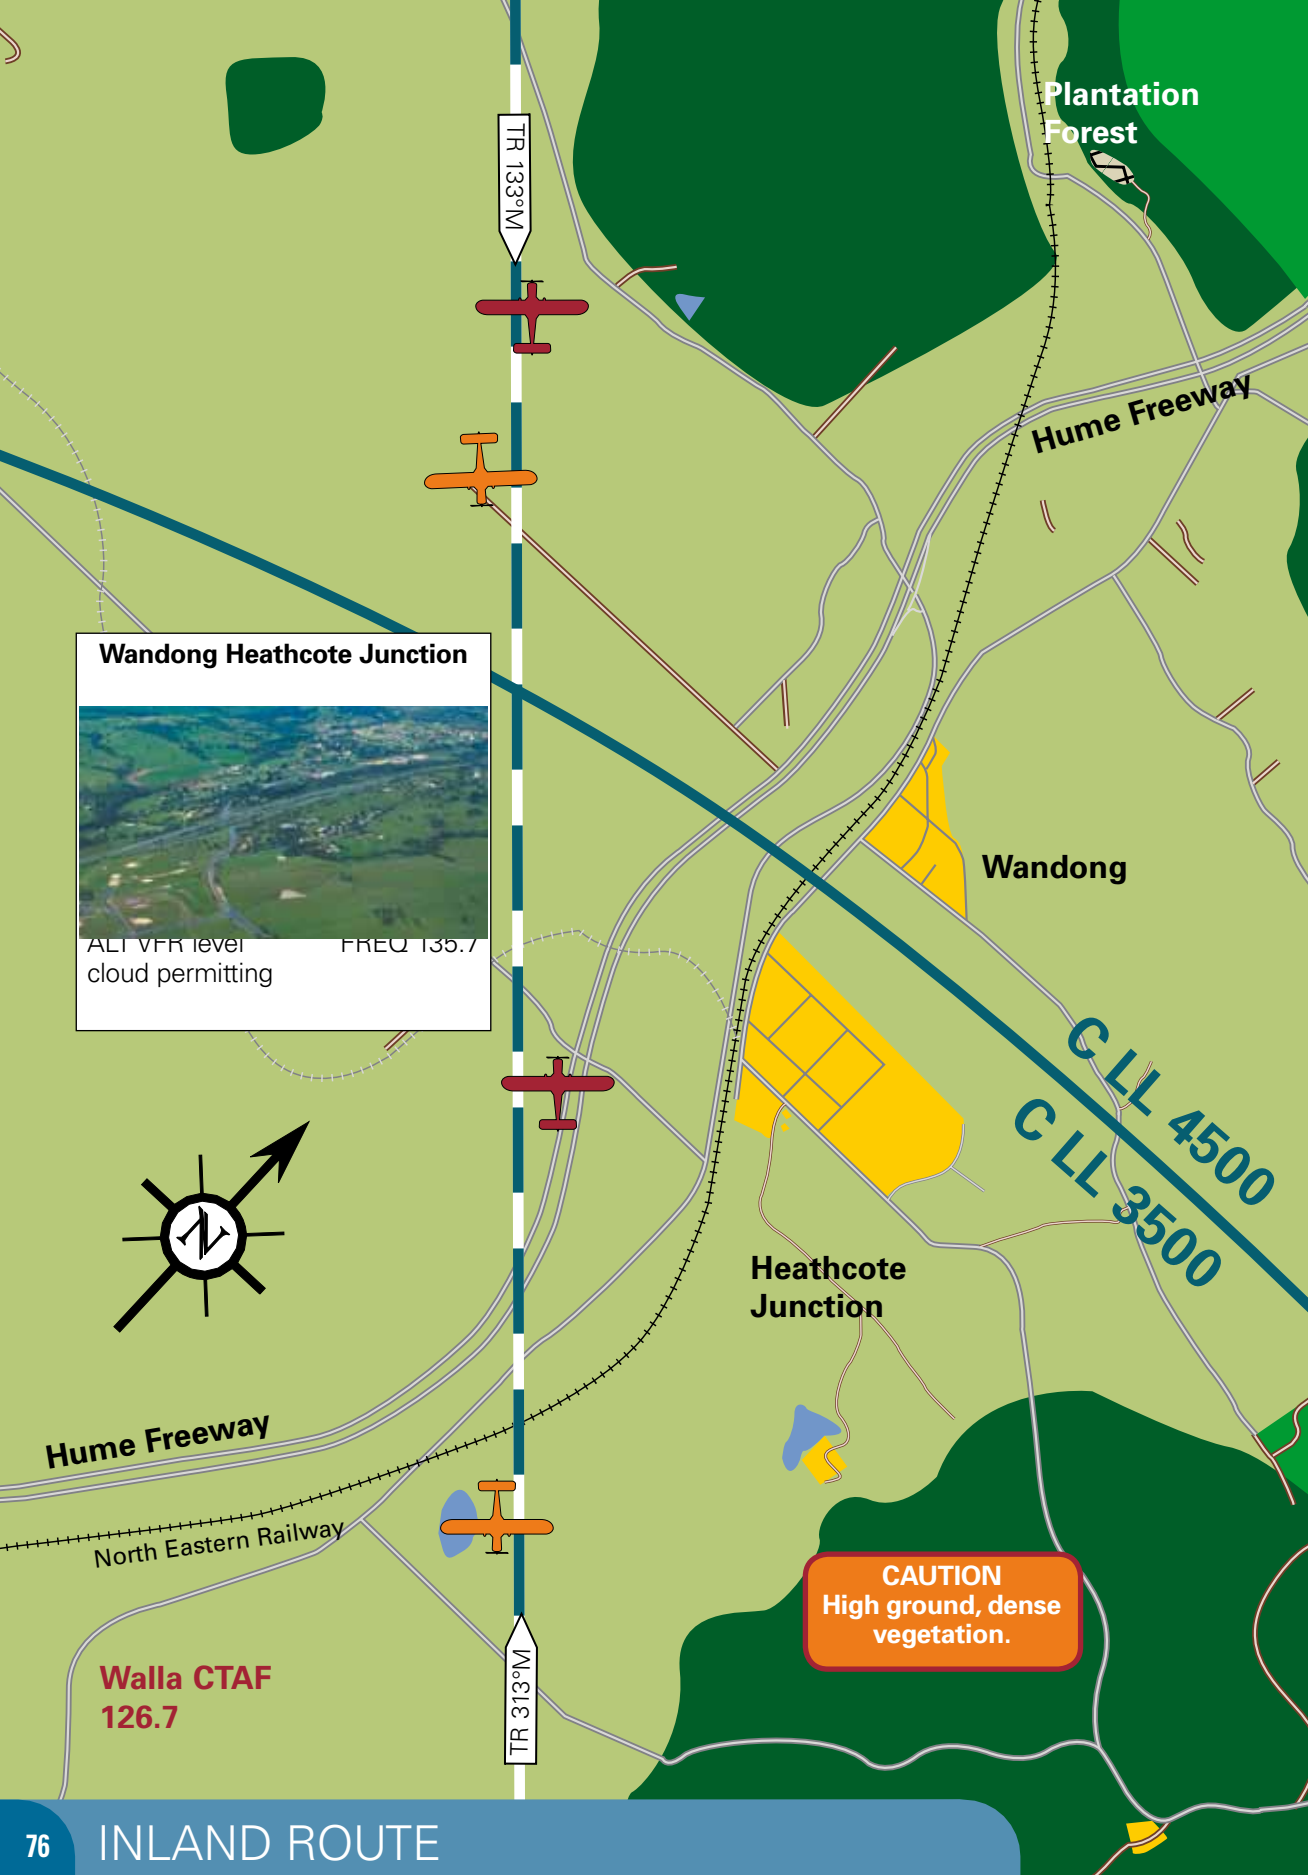 Plantation
Forest
TR 133°M
Hume Freeway
Wandong Heathcote Junction
ALT VFR level FREQ 135.7
cloud permitting
Wandong
C LL 4500
C LL 3500
N
Heathcote
Junction
Hume Freeway
North Eastern Railway
CAUTION
High ground, dense
vegetation.
Walla CTAF
126.7
TR 313°M
76 INLAND ROUTE